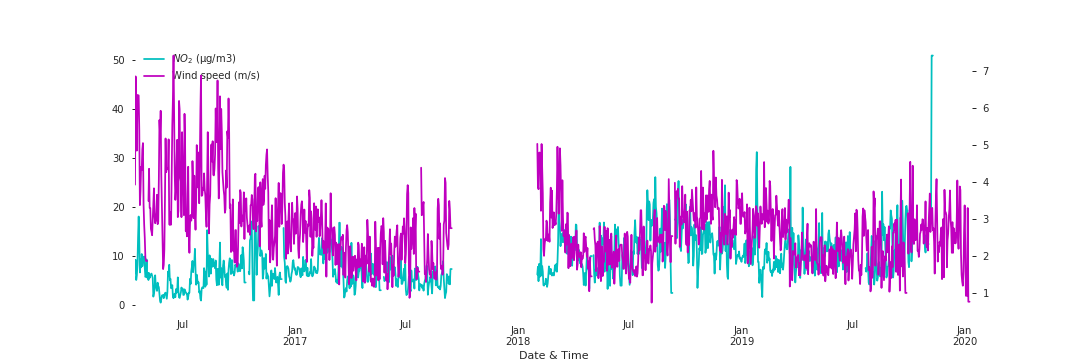 NO2 (μg/m3)
Wind speed (m/s)
50
40
30
20
10
0
7
6
5
4
3
2
1
Jul
Jan
2017
Jul
Jan
2018
Jul
Jan
2019
Jul
Jan
2020
Date & Time